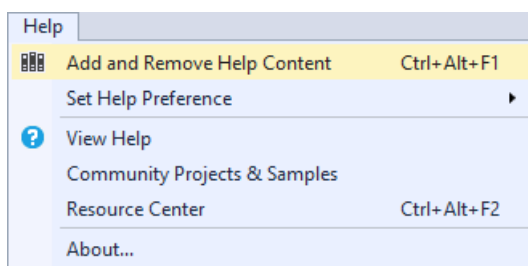 Help
Add and Remove Help Content Ctrl+Alt+F1
Set Help Preference
View Help
Community Projects & Samples
Resource Center Ctrl+Alt+F2
About...